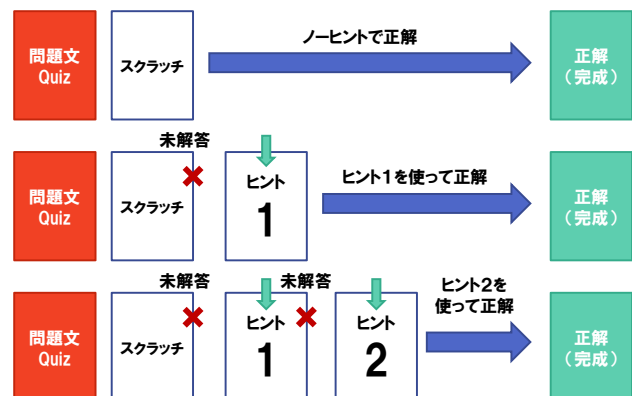 問題文
Quiz
スクラッチ
ノーヒントで正解
正解
(完成)
問題文
Quiz
スクラッチ
未解答
ヒント
1
ヒント1を使って正解
正解
(完成)
問題文
Quiz
スクラッチ
未解答
ヒント
1
未解答
ヒント
2
ヒント2を
使って正解
正解
(完成)